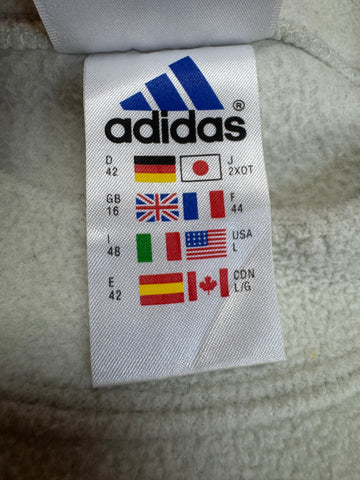 adidas®
D 42 J 2XOT
GB 16 F 44
I 48 USA L
E 42 CDN L/G